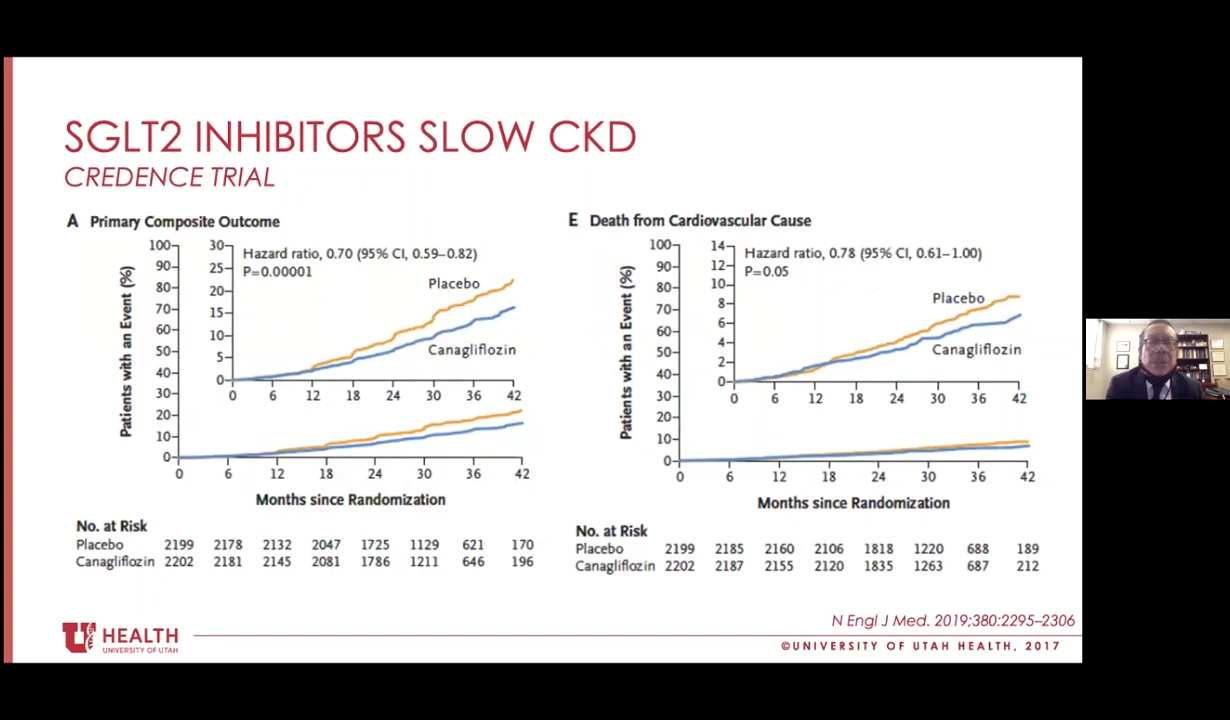 SGLT2 INHIBITORS SLOW CKD
CREDENCE TRIAL
A Primary Composite Outcome
Patients with an Event (%)
100
90
80
70
60
50
40
30
20
10
0
30
25
20
15
10
5
0
Hazard ratio, 0.70 (95% CI, 0.59–0.82)
P=0.00001
Placebo
Canagliflozin
0 6 12 18 24 30 36 42
0 6 12 18 24 30 36 42
Months since Randomization
No. at Risk
Placebo 2199 2178 2132 2047 1725 1129 621 170
Canagliflozin 2202 2181 2145 2081 1786 1211 646 196
E Death from Cardiovascular Cause
Patients with an Event (%)
100
90
80
70
60
50
40
30
20
10
0
14
12
10
8
6
4
2
0
Hazard ratio, 0.78 (95% CI, 0.61–1.00)
P=0.05
Placebo
Canagliflozin
0 6 12 18 24 30 36 42
0 6 12 18 24 30 36 42
Months since Randomization
No. at Risk
Placebo 2199 2185 2160 2106 1818 1220 688 189
Canagliflozin 2202 2187 2155 2120 1835 1263 687 212
N Engl J Med. 2019;380:2295–2306
U HEALTH
UNIVERSITY OF UTAH
©UNIVERSITY OF UTAH HEALTH, 2017